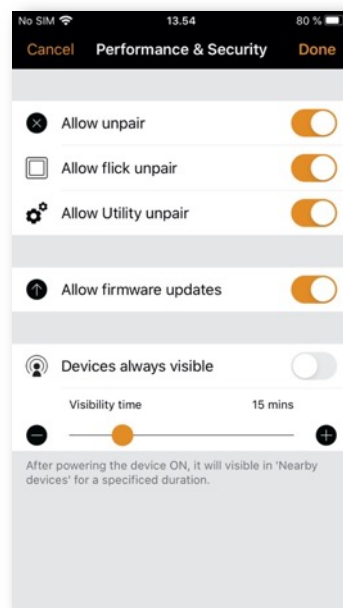 No SIM 13.54 80 %
Cancel Performance & Security Done
Allow unpair
Allow flick unpair
Allow Utility unpair
Allow firmware updates
Devices always visible
Visibility time 15 mins
After powering the device ON, it will visible in 'Nearby
devices' for a specificed duration.